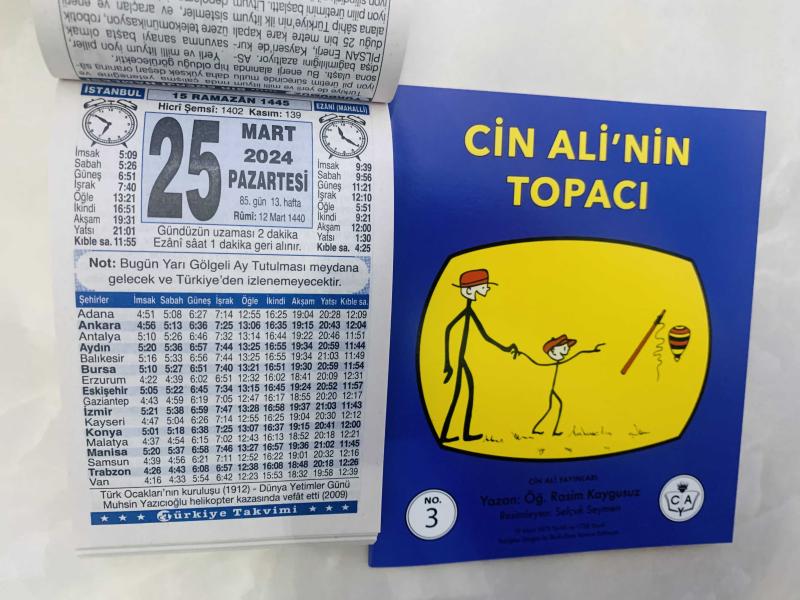 İSTANBUL
15 RAMAZAN 1445
EZÂNÎ (MAHALLÎ)
Hicrî Şemsî: 1402 Kasım: 139
25
MART
2024
PAZARTESİ
85. gün 13. hafta
Rûmî: 12 Mart 1440
İmsak 5:09
Sabah 5:26
Güneş 6:51
İşrak 7:40
Öğle 13:21
İkindi 16:51
Akşam 19:31
Yatsı 21:01
Kıble sa. 11:55
İmsak 9:39
Sabah 9:56
Güneş 11:21
İşrak 12:10
Öğle 5:51
İkindi 9:21
Akşam 12:00
Yatsı 1:30
Kıble sa. 4:25
Gündüzün uzaması 2 dakika
Ezânî sâat 1 dakika geri alınır.
Not: Bugün Yarı Gölgeli Ay Tutulması meydana
gelecek ve Türkiye'den izlenemeyecektir.
Şehirler İmsak Sabah Güneş İşrak Öğle İkindi Akşam Yatsı Kıble sa.
Adana 4:51 5:08 6:27 7:14 12:55 16:25 19:04 20:28 12:09
Ankara 4:56 5:13 6:36 7:25 13:06 16:35 19:15 20:43 12:04
Antalya 5:10 5:26 6:46 7:32 13:14 16:44 19:22 20:46 11:51
Aydın 5:20 5:36 6:57 7:44 13:25 16:55 19:34 20:59 11:44
Balıkesir 5:16 5:33 6:56 7:44 13:25 16:55 19:34 21:03 11:49
Bursa 5:10 5:27 6:51 7:40 13:21 16:51 19:30 20:59 11:54
Erzurum 4:22 4:39 6:02 6:51 12:32 16:02 18:41 20:09 12:31
Eskişehir 5:05 5:22 6:45 7:34 13:15 16:45 19:24 20:52 11:57
Gaziantep 4:43 4:59 6:19 7:05 12:47 16:17 18:55 20:20 12:17
İzmir 5:21 5:38 6:59 7:47 13:28 16:58 19:37 21:03 11:43
Kayseri 4:47 5:04 6:26 7:14 12:55 16:25 19:04 20:30 12:12
Konya 5:01 5:18 6:38 7:25 13:07 16:37 19:15 20:41 12:00
Malatya 4:37 4:54 6:15 7:02 12:43 16:13 18:52 20:18 12:21
Manisa 5:20 5:37 6:58 7:46 13:27 16:57 19:36 21:02 11:45
Samsun 4:39 4:56 6:21 7:11 12:52 16:22 19:01 20:32 12:16
Trabzon 4:26 4:43 6:08 6:57 12:38 16:08 18:48 20:18 12:26
Van 4:16 4:33 5:54 6:42 12:23 15:53 18:32 19:58 12:39
Türk Ocakları'nın kuruluşu (1912) - Dünya Yetimler Günü
Muhsin Yazıcıoğlu helikopter kazasında vefât etti (2009)
Türkiye Takvimi
CİN ALİ'NİN
TOPACI
CİN ALİ YAYINLARI
Yazan: Öğ. Rasim Kaygusuz
Resimleyen: Selçuk Seymen
NO.
3
C A Y